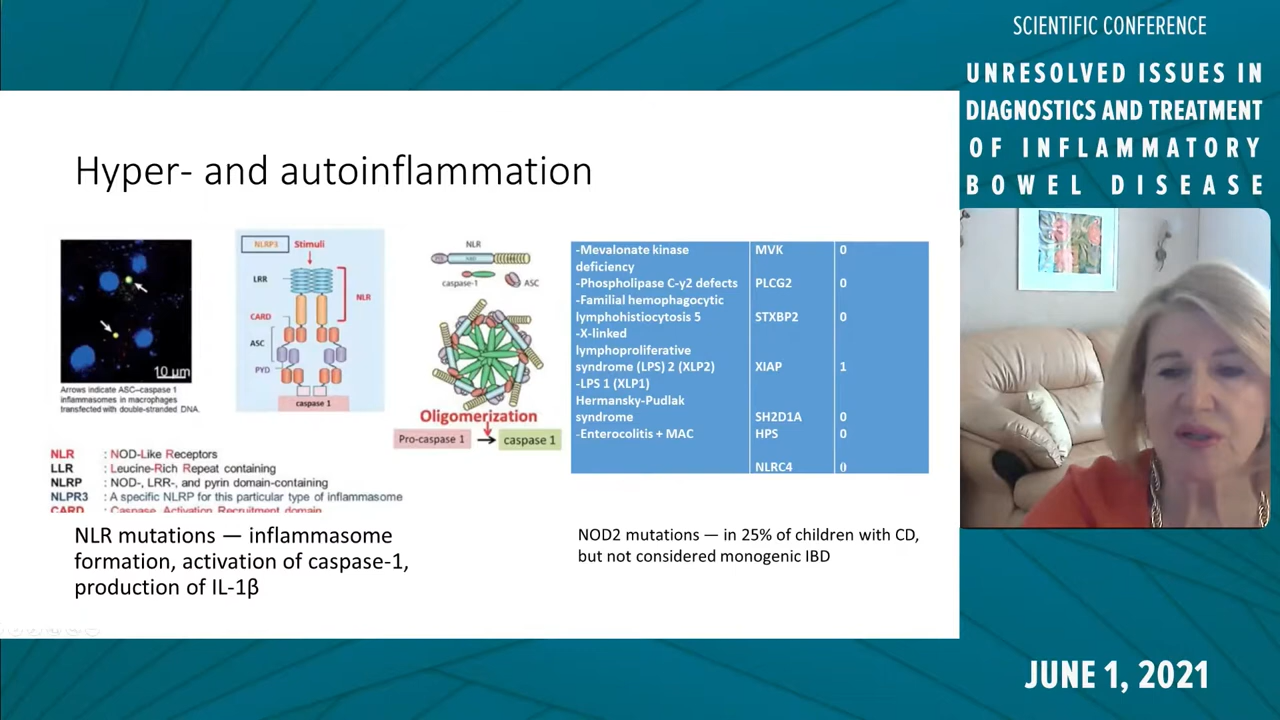 SCIENTIFIC CONFERENCE
UNRESOLVED ISSUES IN
DIAGNOSTICS AND TREATMENT
OF INFLAMMATORY
BOWEL DISEASE
Hyper- and autoinflammation
10 μm
Arrows indicate ASC–caspase 1
inflammasomes in macrophages
transfected with double-stranded DNA.
NLRP3 Stimuli
LRR
NLR
CARD
ASC
PYD
caspase 1
NLR
caspase-1
ASC
Oligomerization
Pro-caspase 1
caspase 1
NLR : NOD-Like Receptors
LLR : Leucine-Rich Repeat containing
NLRP : NOD-, LRR-, and pyrin domain-containing
NLPR3 : A specific NLRP for this particular type of inflammasome
CARD : Caspase Activation Recruitment domain
-Mevalonate kinase MVK 0
deficiency
-Phospholipase C-y2 defects PLCG2 0
-Familial hemophagocytic
lymphohistiocytosis 5 STXBP2 0
-X-linked
lymphoproliferative
syndrome (LPS) 2 (XLP2) XIAP 1
-LPS 1 (XLP1)
Hermansky-Pudlak
syndrome SH2D1A 0
-Enterocolitis + MAC HPS 0
NLRC4 0
NLR mutations — inflammasome
formation, activation of caspase-1,
production of IL-1β
NOD2 mutations — in 25% of children with CD,
but not considered monogenic IBD
JUNE 1, 2021